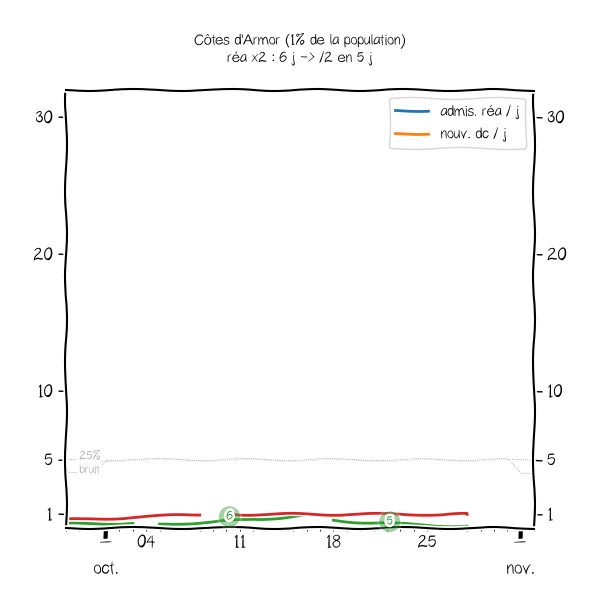 Côtes d'Armor (1% de la population)
réa x2 : 6 j -> /2 en 5 j
admis. réa / j
nouv. dc / j
30
30
20
20
10
10
5
25%
bruit
5
1
6
5
1
04
11
18
25
oct.
nov.